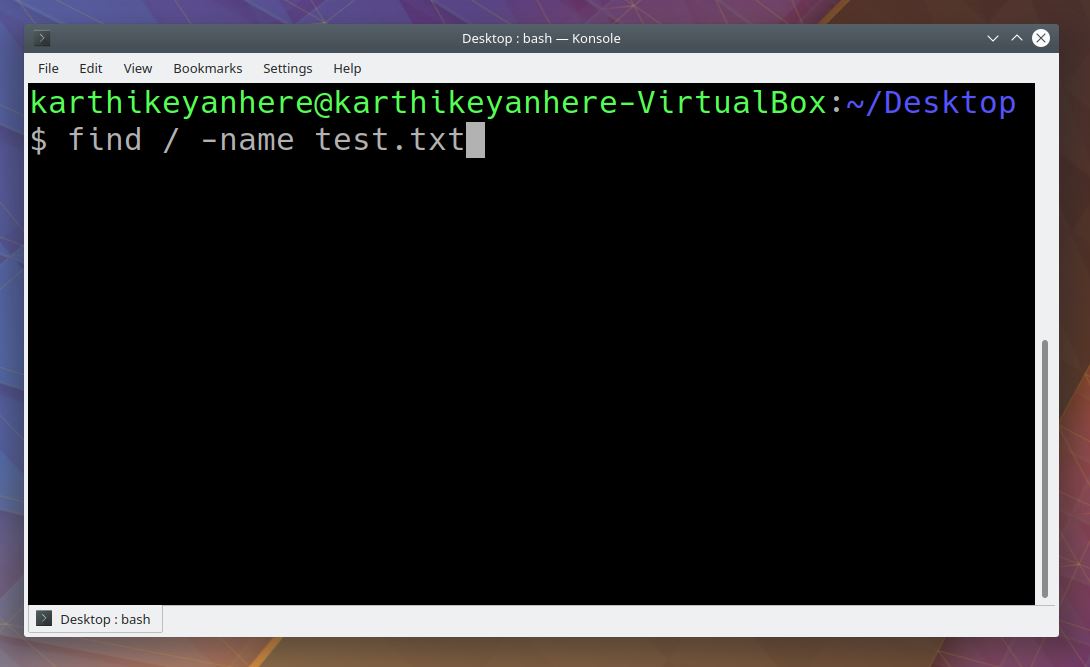 Desktop : bash — Konsole
File Edit View Bookmarks Settings Help
karthikeyanhere@karthikeyanhere-VirtualBox:~/Desktop
$ find / -name test.txt
Desktop : bash